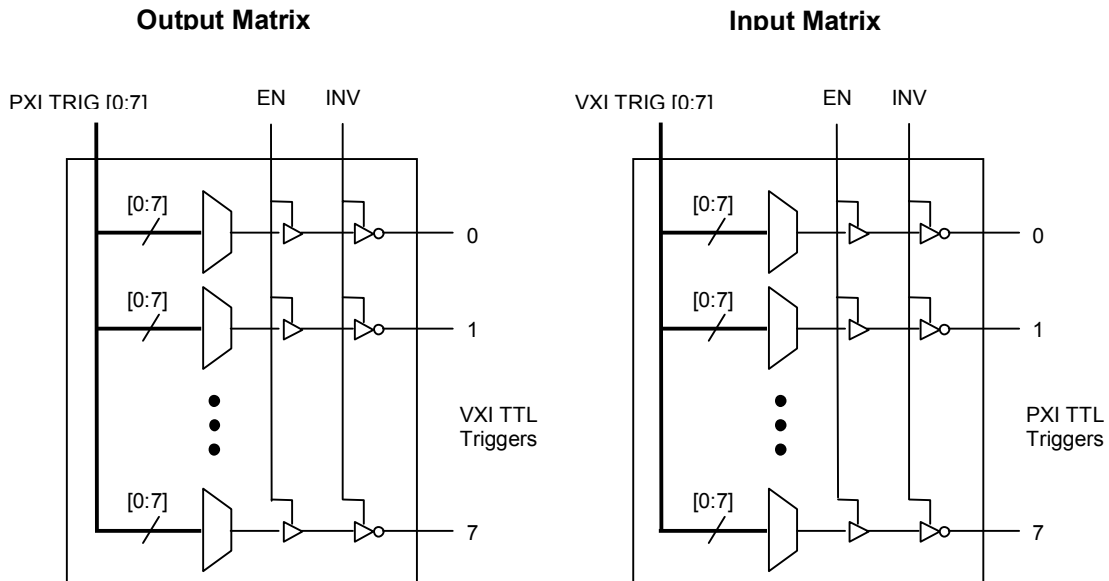 Output Matrix
PXI TRIG [0:7]
EN
INV
[0:7]
0
[0:7]
1
VXI TTL
Triggers
[0:7]
7
Input Matrix
VXI TRIG [0:7]
EN
INV
[0:7]
0
[0:7]
1
PXI TTL
Triggers
[0:7]
7